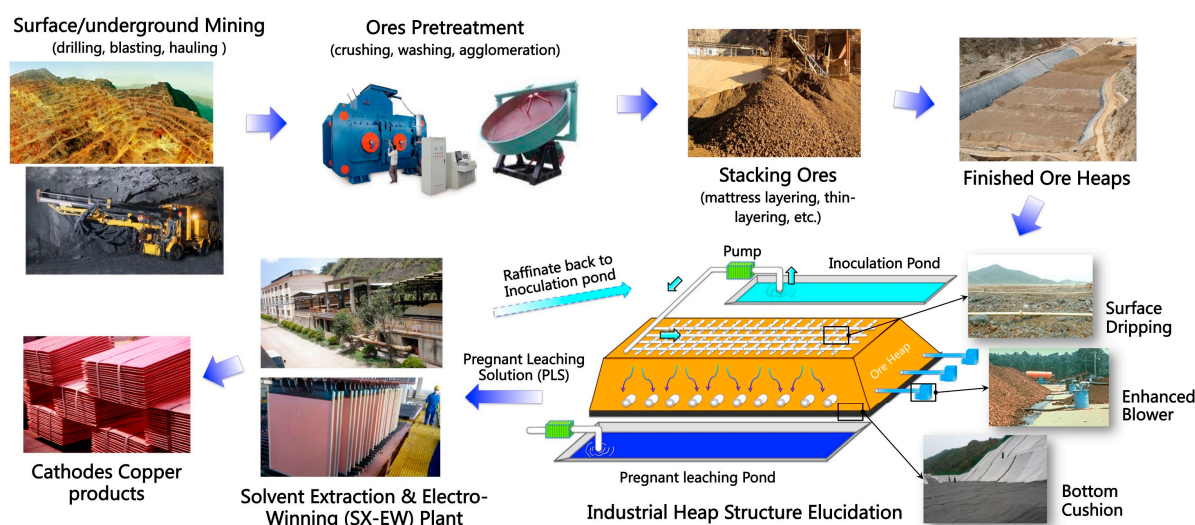 Surface/underground Mining
(drilling, blasting, hauling )
Ores Pretreatment
(crushing, washing, agglomeration)
Stacking Ores
(mattress layering, thin-
layering, etc.)
Finished Ore Heaps
Pump
Inoculation Pond
Raffinate back to
Inoculation pond
Surface
Dripping
Ore Heap
Pregnant Leaching
Solution (PLS)
Enhanced
Blower
Pregnant leaching Pond
Bottom
Cushion
Industrial Heap Structure Elucidation
Solvent Extraction & Electro-
Winning (SX-EW) Plant
Cathodes Copper
products